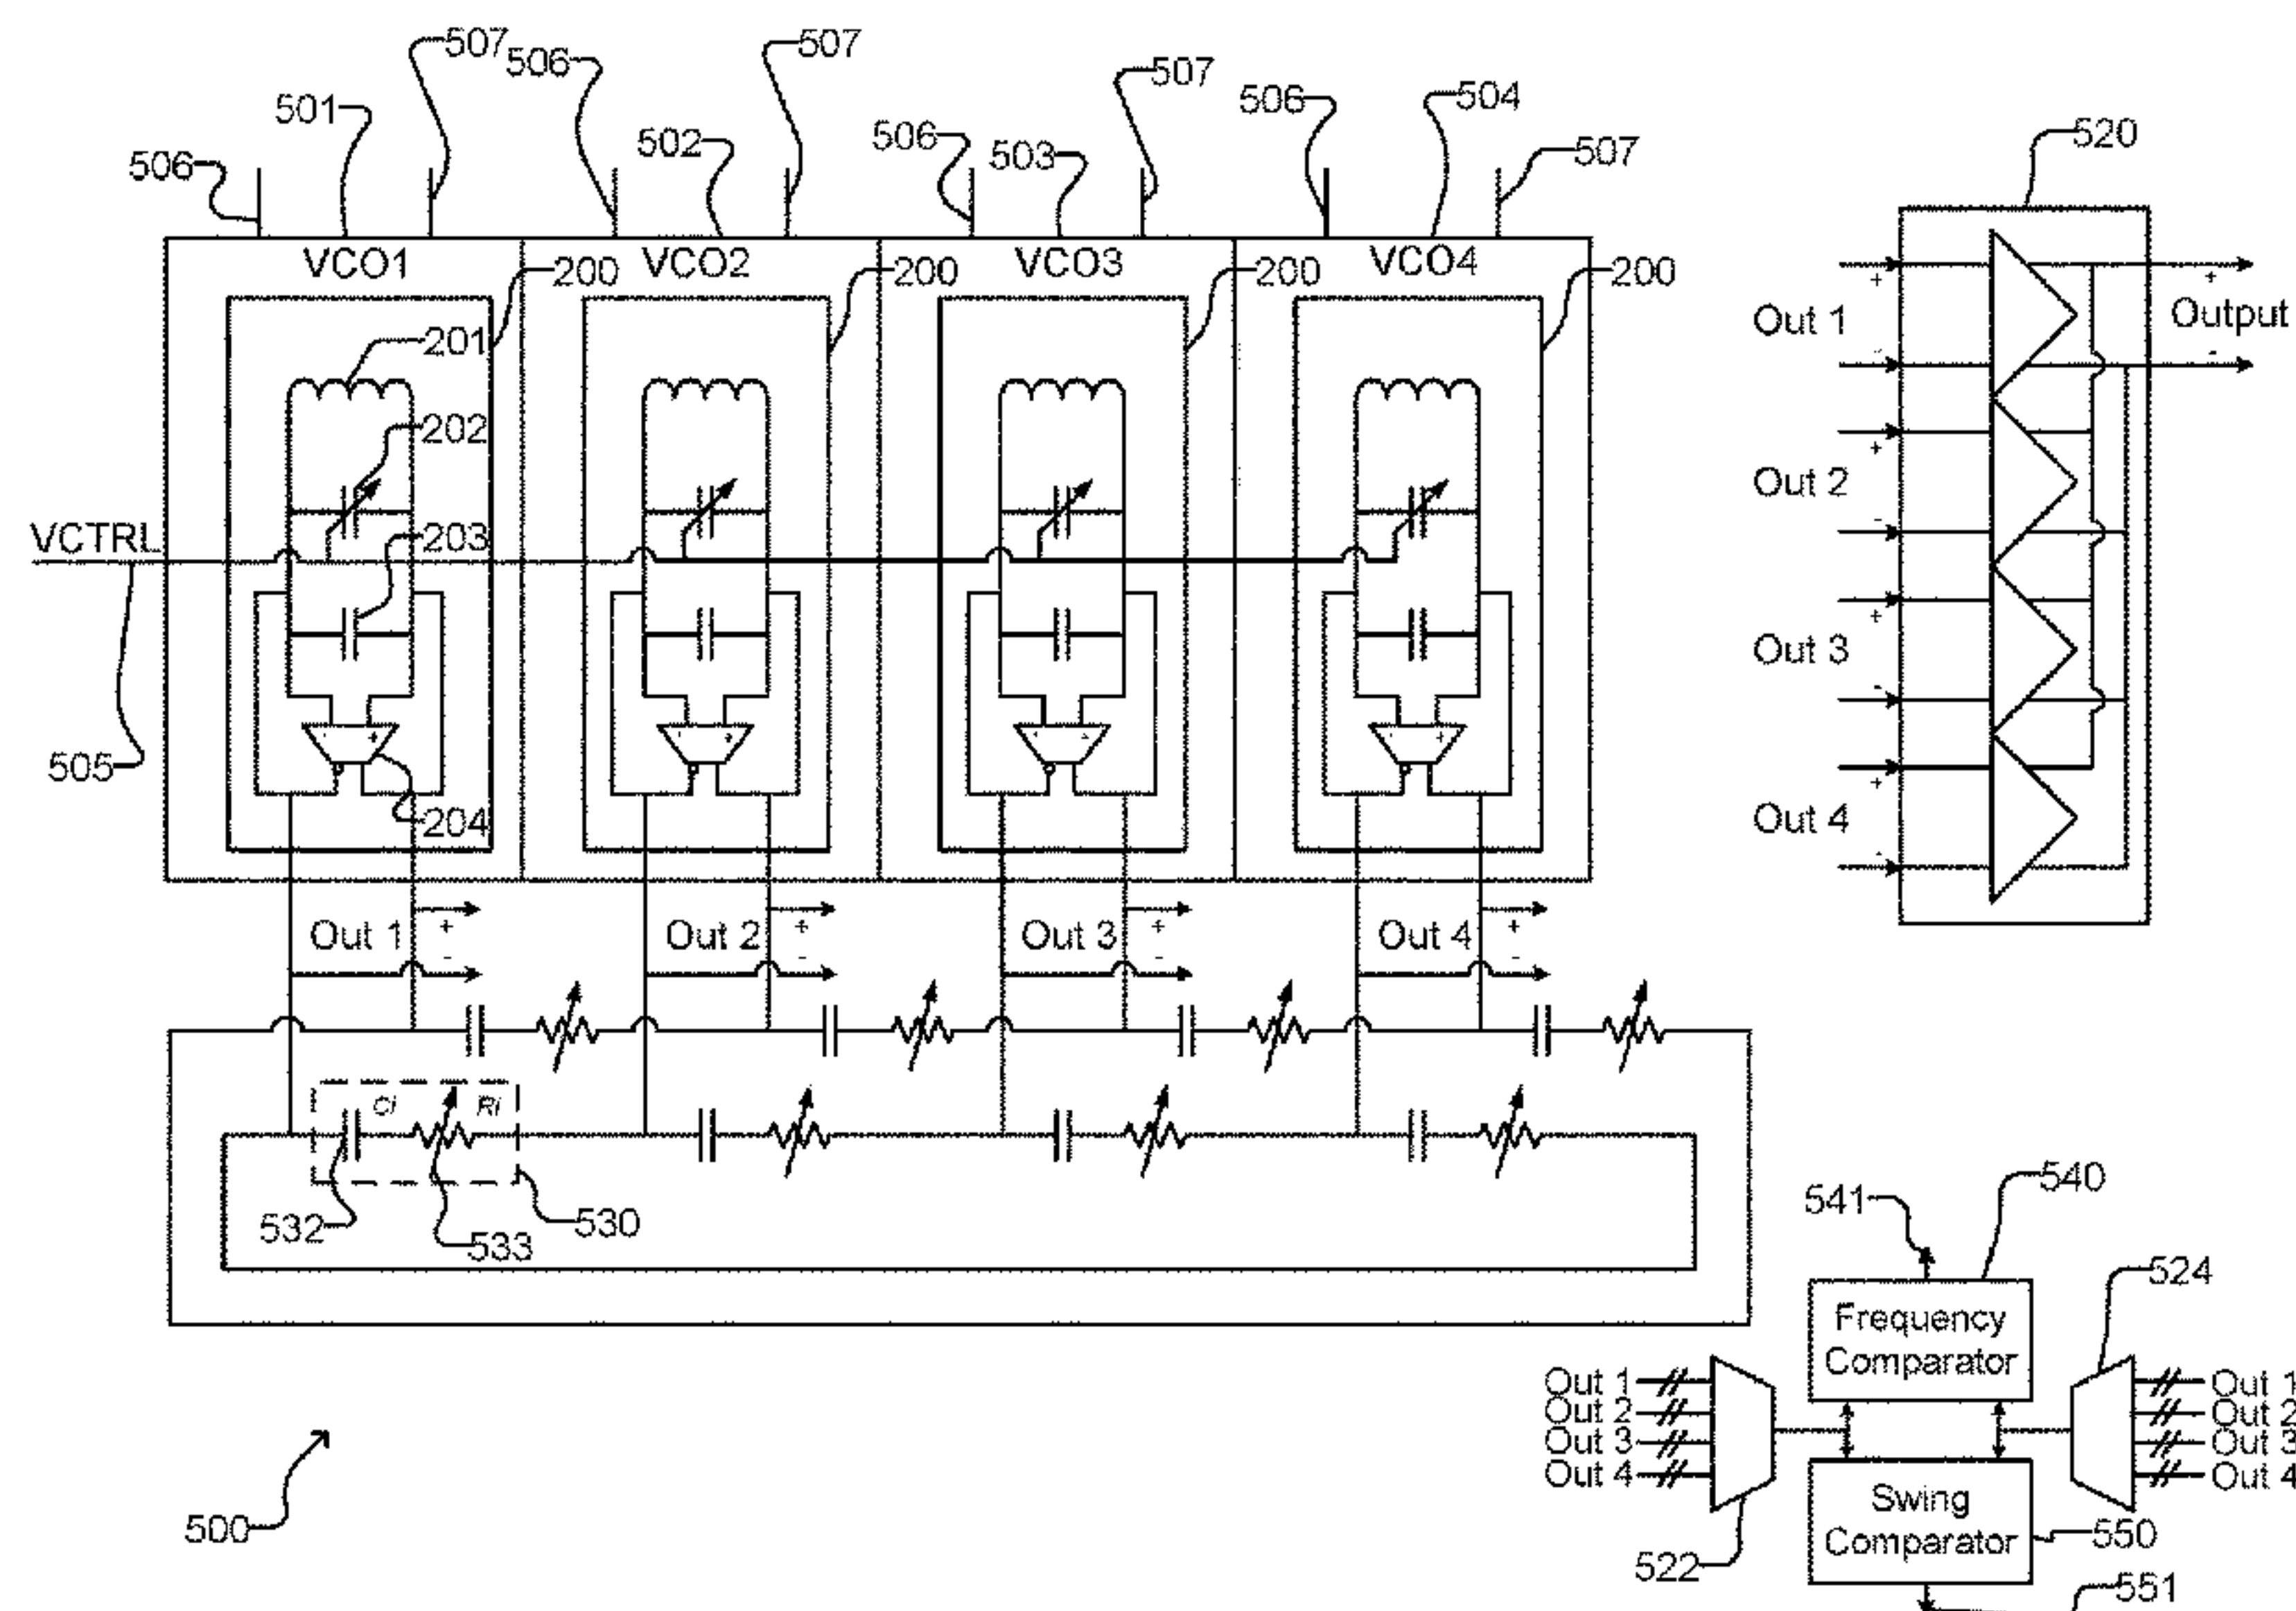 507
506
507
507
501
506
504
506
502
506
503
507
520
VCO1
VCO2
VCO3
VCO4
200
200
200
200
+
+
Out 1
Output
-
-
201
202
203
VCTRL
+
Out 2
-
+
Out 3
-
- +
- +
- +
- +
505
204
+
Out 4
-
Out 1
+
-
Out 2
+
-
Out 3
+
-
Out 4
+
-
Ci
Ri
532
533
530
541
540
524
Frequency
Comparator
Out 1
Out 2
Out 3
Out 4
Out 1
Out 2
Out 3
Out 4
Swing
Comparator
500
522
550
551